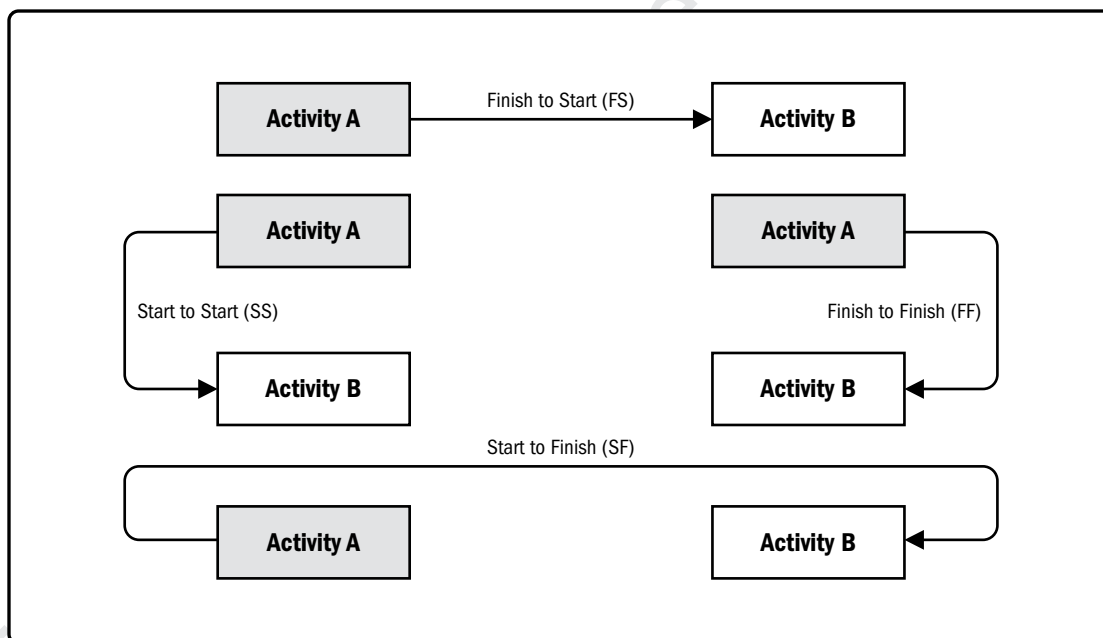 Activity A
Finish to Start (FS)
Activity B
Activity A
Activity A
Start to Start (SS)
Finish to Finish (FF)
Activity B
Activity B
Start to Finish (SF)
Activity A
Activity B